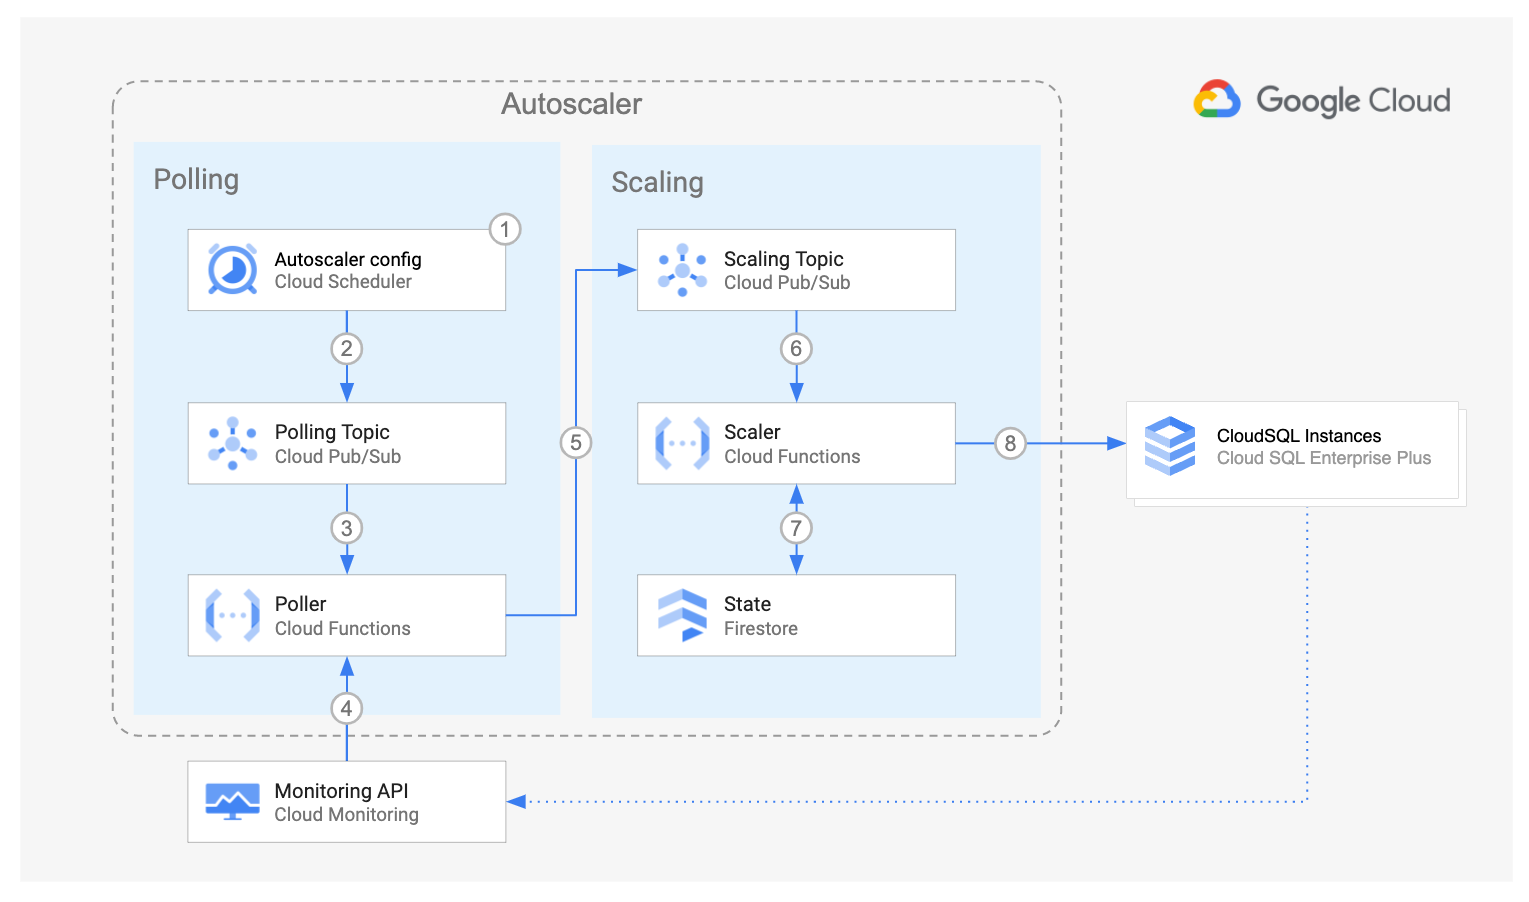 Autoscaler
Google Cloud
Polling
1
Autoscaler config
Cloud Scheduler
2
Polling Topic
Cloud Pub/Sub
3
Poller
Cloud Functions
4
Monitoring API
Cloud Monitoring
5
Scaling
Scaling Topic
Cloud Pub/Sub
6
Scaler
Cloud Functions
7
State
Firestore
8
CloudSQL Instances
Cloud SQL Enterprise Plus